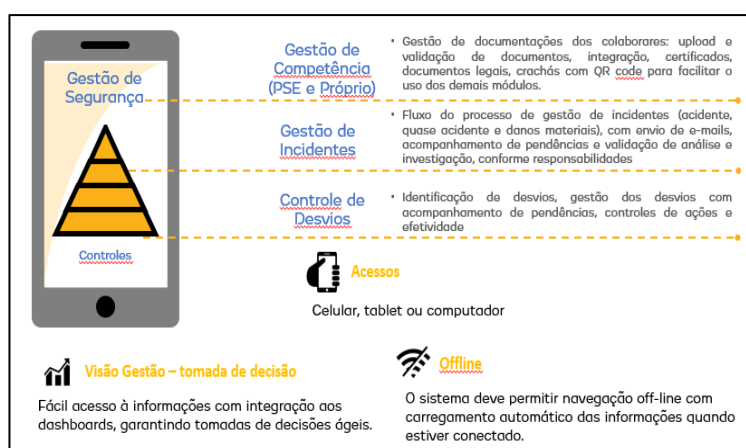 Gestão de
Segurança
Controles
Gestão de
Competência
(PSE e Próprio)
• Gestão de documentações dos colaborares: upload e
validação de documentos, integração, certificados,
documentos legais, crachás com QR code para facilitar o
uso dos demais módulos.
Gestão de
Incidentes
• Fluxo do processo de gestão de incidentes (acidente,
quase acidente e danos materiais), com envio de e-mails,
acompanhamento de pendências e validação de análise e
investigação, conforme responsabilidades
Controle de
Desvios
• Identificação de desvios, gestão dos desvios com
acompanhamento de pendências, controles de ações e
efetividade
Acessos
Celular, tablet ou computador
Visão Gestão – tomada de decisão
Fácil acesso à informações com integração aos
dashboards, garantindo tomadas de decisões ágeis.
Offline
O sistema deve permitir navegação off-line com
carregamento automático das informações quando
estiver conectado.